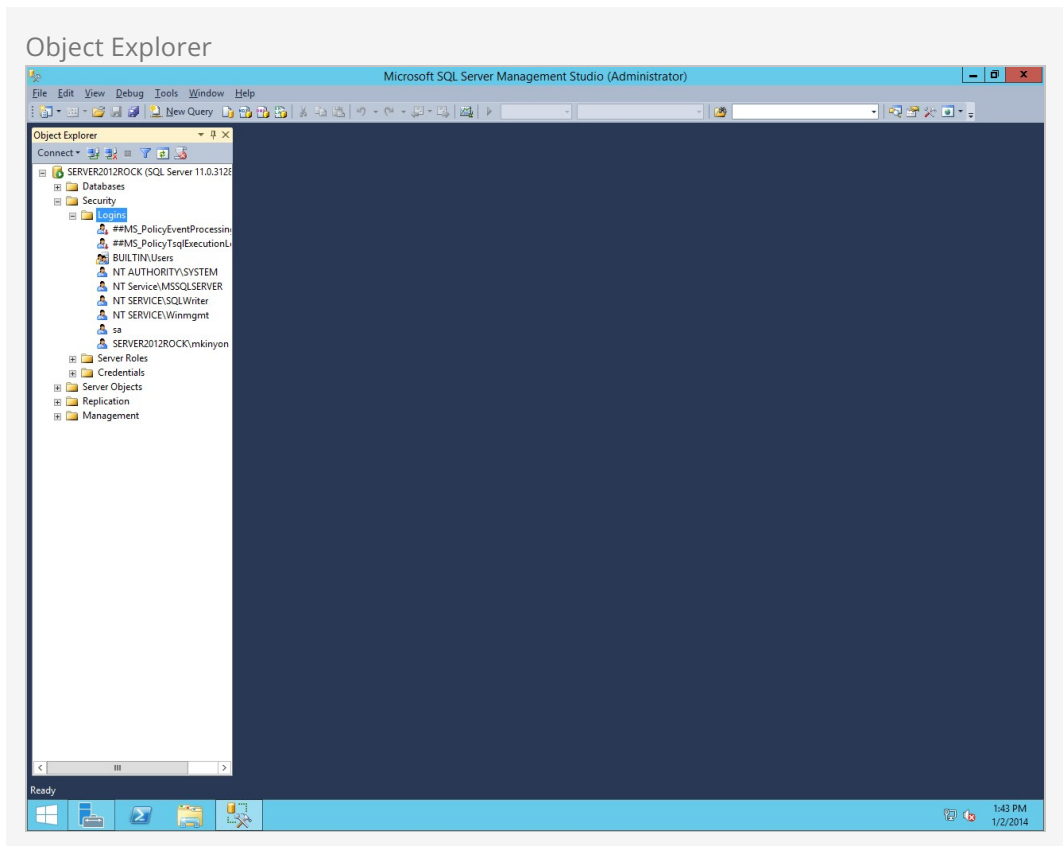 Object Explorer
Microsoft SQL Server Management Studio (Administrator)
File Edit View Debug Tools Window Help
New Query
Object Explorer
Connect
SERVER2012ROCK (SQL Server 11.0.3128
Databases
Security
Logins
##MS_PolicyEventProcessin
##MS_PolicyTsqlExecutionL
BUILTIN\Users
NT AUTHORITY\SYSTEM
NT Service\MSSQLSERVER
NT SERVICE\SQLWriter
NT SERVICE\Winmgmt
sa
SERVER2012ROCK\mkinyon
Server Roles
Credentials
Server Objects
Replication
Management
Ready
1:43 PM
1/2/2014